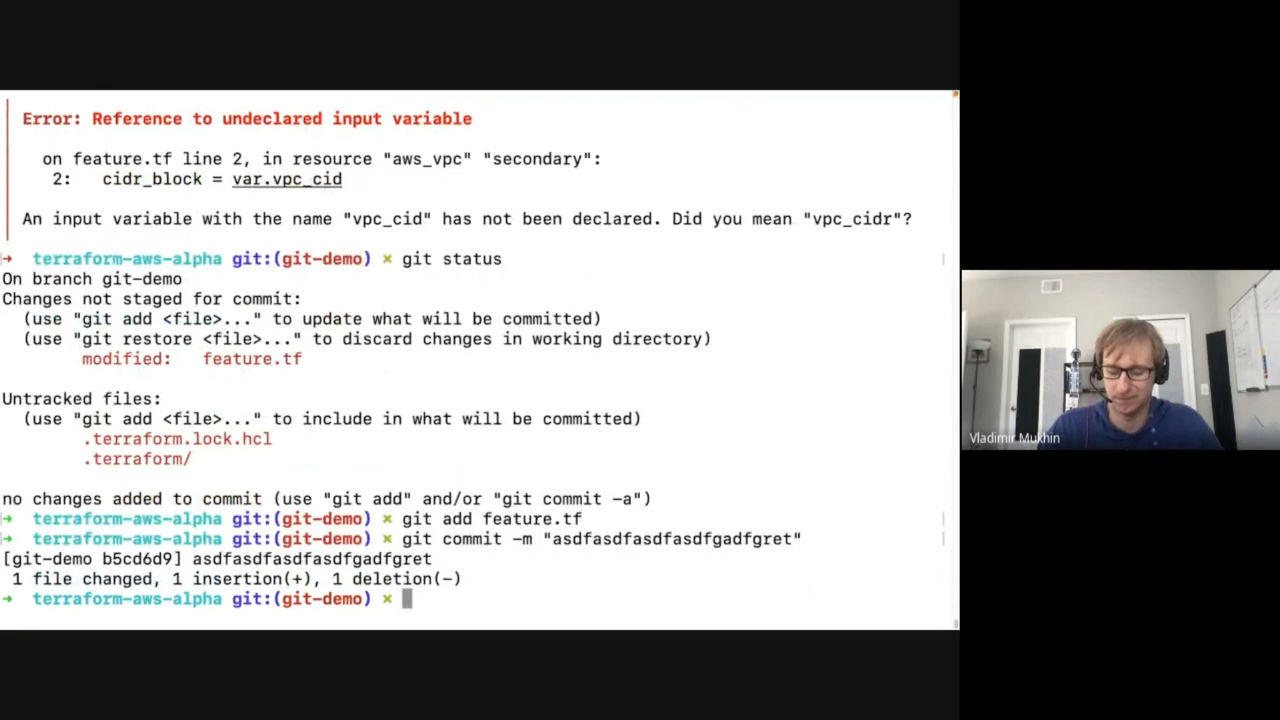 Error: Reference to undeclared input variable
on feature.tf line 2, in resource "aws_vpc" "secondary":
2: cidr_block = var.vpc_cid
An input variable with the name "vpc_cid" has not been declared. Did you mean "vpc_cidr"?
→ terraform-aws-alpha git:(git-demo) × git status
On branch git-demo
Changes not staged for commit:
(use "git add <file>..." to update what will be committed)
(use "git restore <file>..." to discard changes in working directory)
modified: feature.tf
Untracked files:
(use "git add <file>..." to include in what will be committed)
.terraform.lock.hcl
.terraform/
no changes added to commit (use "git add" and/or "git commit -a")
→ terraform-aws-alpha git:(git-demo) × git add feature.tf
→ terraform-aws-alpha git:(git-demo) × git commit -m "asdfasdfasdfasdfgadfgret"
[git-demo b5cd6d9] asdfasdfasdfasdfgadfgret
1 file changed, 1 insertion(+), 1 deletion(-)
→ terraform-aws-alpha git:(git-demo) ×
Vladimir Mukhin